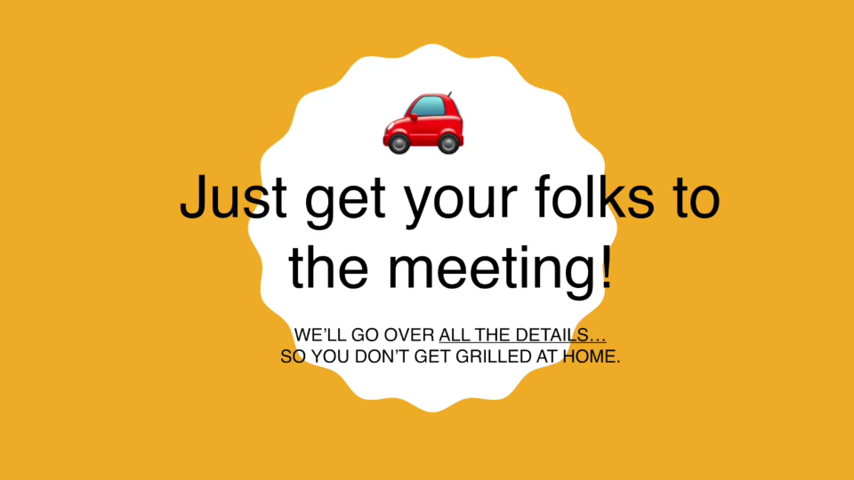 Just get your folks to
the meeting!
WE’LL GO OVER ALL THE DETAILS…
SO YOU DON’T GET GRILLED AT HOME.